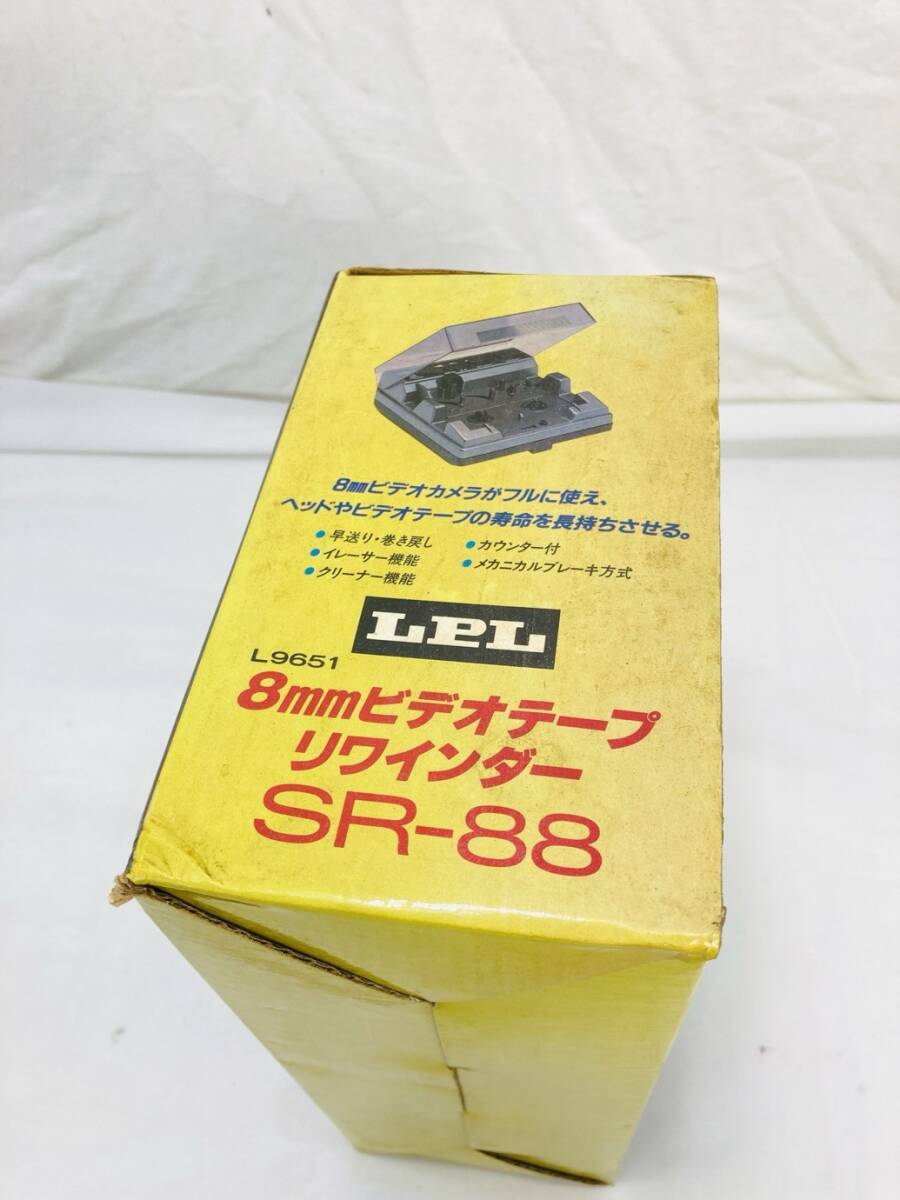 8mmビデオカメラがフルに使え、
ヘッドやビデオテープの寿命を長持ちさせる。
●早送り・巻き戻し
●イレーサー機能
●クリーナー機能
●カウンター付
●メカニカルブレーキ方式
LPL
L9651
8mmビデオテープ
リワインダー
SR-88